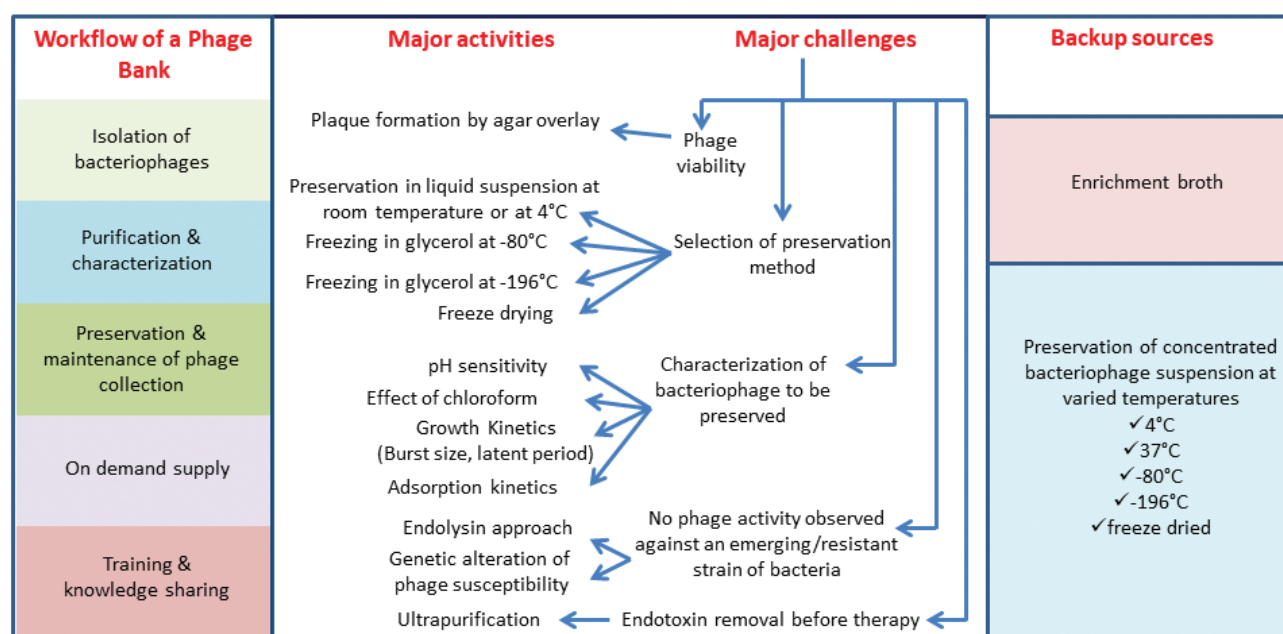 Workflow of a Phage
Bank
Isolation of
bacteriophages
Purification &
characterization
Preservation &
maintenance of phage
collection
On demand supply
Training &
knowledge sharing
Major activities
Plaque formation by agar overlay
Preservation in liquid suspension at
room temperature or at 4°C
Freezing in glycerol at -80°C
Freezing in glycerol at -196°C
Freeze drying
pH sensitivity
Effect of chloroform
Growth Kinetics
(Burst size, latent period)
Adsorption kinetics
Endolysin approach
Genetic alteration of
phage susceptibility
Ultrapurification
Major challenges
Phage
viability
Selection of preservation
method
Characterization of
bacteriophage to be
preserved
No phage activity observed
against an emerging/resistant
strain of bacteria
Endotoxin removal before therapy
Backup sources
Enrichment broth
Preservation of concentrated
bacteriophage suspension at
varied temperatures
✓4°C
✓37°C
✓-80°C
✓-196°C
✓freeze dried